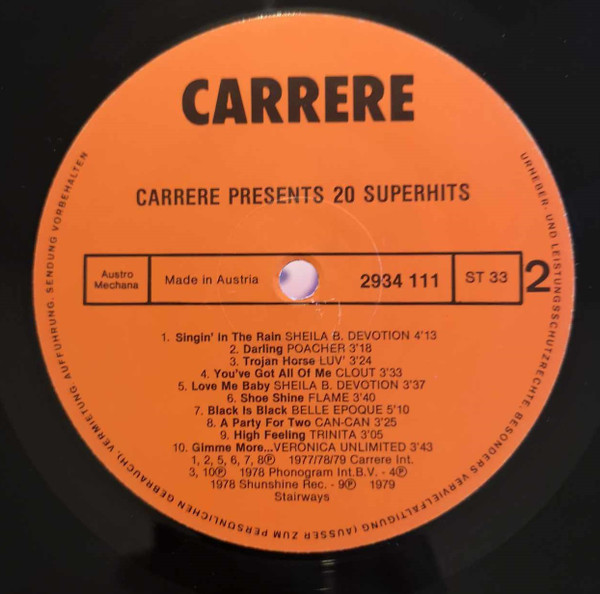 CARRERE
CARRERE PRESENTS 20 SUPERHITS
Austro
Mechana
Made in Austria
2934 111
ST 33
2
1. Singin' In The Rain SHEILA B. DEVOTION 4'13
2. Darling POACHER 3'18
3. Trojan Horse LUV' 3'24
4. You've Got All Of Me CLOUT 3'33
5. Love Me Baby SHEILA B. DEVOTION 3'37
6. Shoe Shine FLAME 3'40
7. Black Is Black BELLE EPOQUE 5'10
8. A Party For Two CAN-CAN 3'25
9. High Feeling TRINITA 3'05
10. Gimme More...VERONICA UNLIMITED 3'43
1, 2, 5, 6, 7, 8℗ 1977/78/79 Carrere Int.
3, 10℗ 1978 Phonogram Int.B.V. - 4℗
1978 Shunshine Rec. - 9℗ 1979
Stairways
URHEBER- UND LEISTUNGSSCHUTZRECHTE, BESONDERS VERVIELFÄLTIGUNG (AUSSER ZUM PERSÖNLICHEN GEBRAUCH), VERMIETUNG AUFFÜHRUNG, SENDUNG VORBEHALTEN